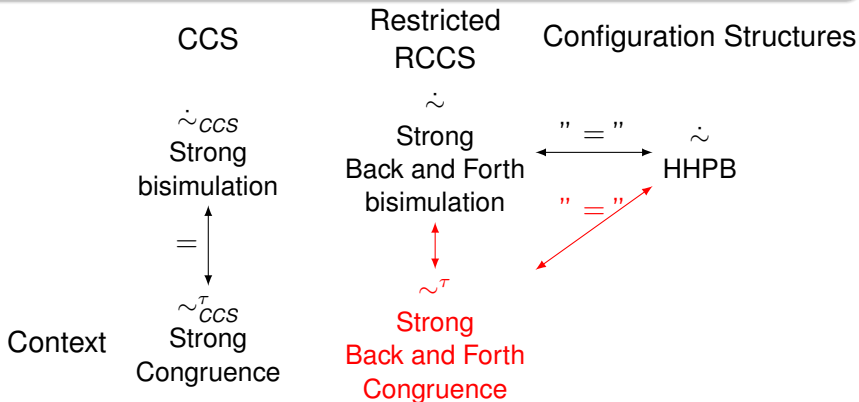 CCS
Restricted
RCCS
Configuration Structures
∼̇CCS
Strong
bisimulation
∼̇
Strong
Back and Forth
bisimulation
" = "
∼̇
HHPB
=
" = "
∼τCCS
Strong
Congruence
∼τ
Strong
Back and Forth
Congruence
Context